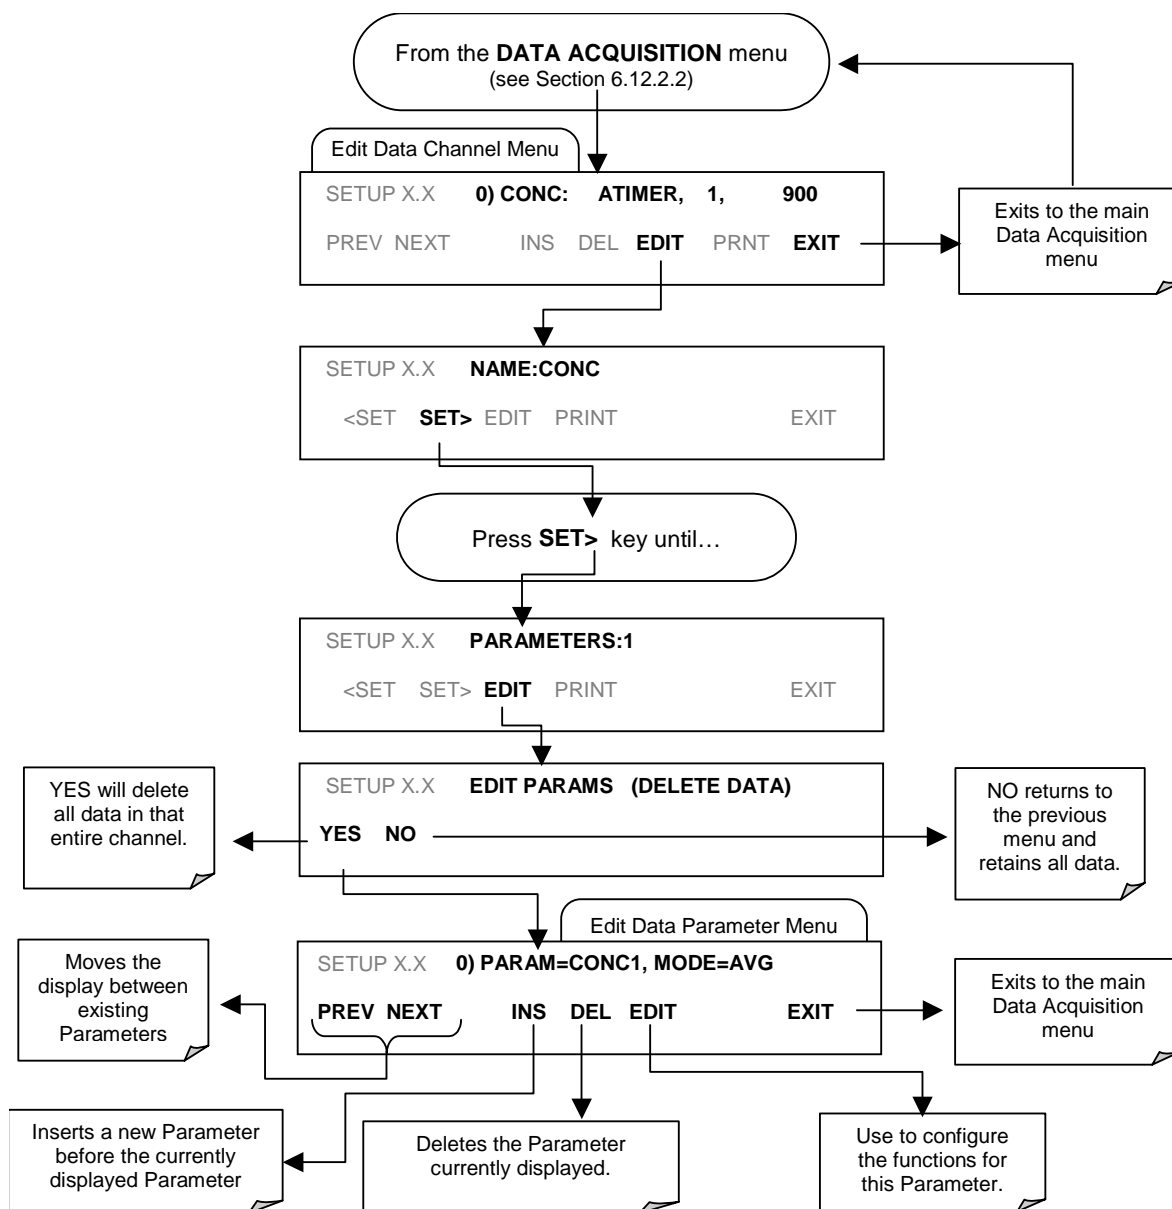 From the DATA ACQUISITION menu
(see Section 6.12.2.2)
Edit Data Channel Menu
SETUP X.X 0) CONC: ATIMER, 1, 900
PREV NEXT INS DEL EDIT PRNT EXIT
Exits to the main
Data Acquisition
menu
SETUP X.X NAME:CONC
<SET SET> EDIT PRINT EXIT
Press SET> key until…
SETUP X.X PARAMETERS:1
<SET SET> EDIT PRINT EXIT
YES will delete
all data in that
entire channel.
SETUP X.X EDIT PARAMS (DELETE DATA)
YES NO
NO returns to
the previous
menu and
retains all data.
Edit Data Parameter Menu
Moves the
display between
existing
Parameters
SETUP X.X 0) PARAM=CONC1, MODE=AVG
PREV NEXT INS DEL EDIT EXIT
Exits to the main
Data Acquisition
menu
Inserts a new Parameter
before the currently
displayed Parameter
Deletes the Parameter
currently displayed.
Use to configure
the functions for
this Parameter.